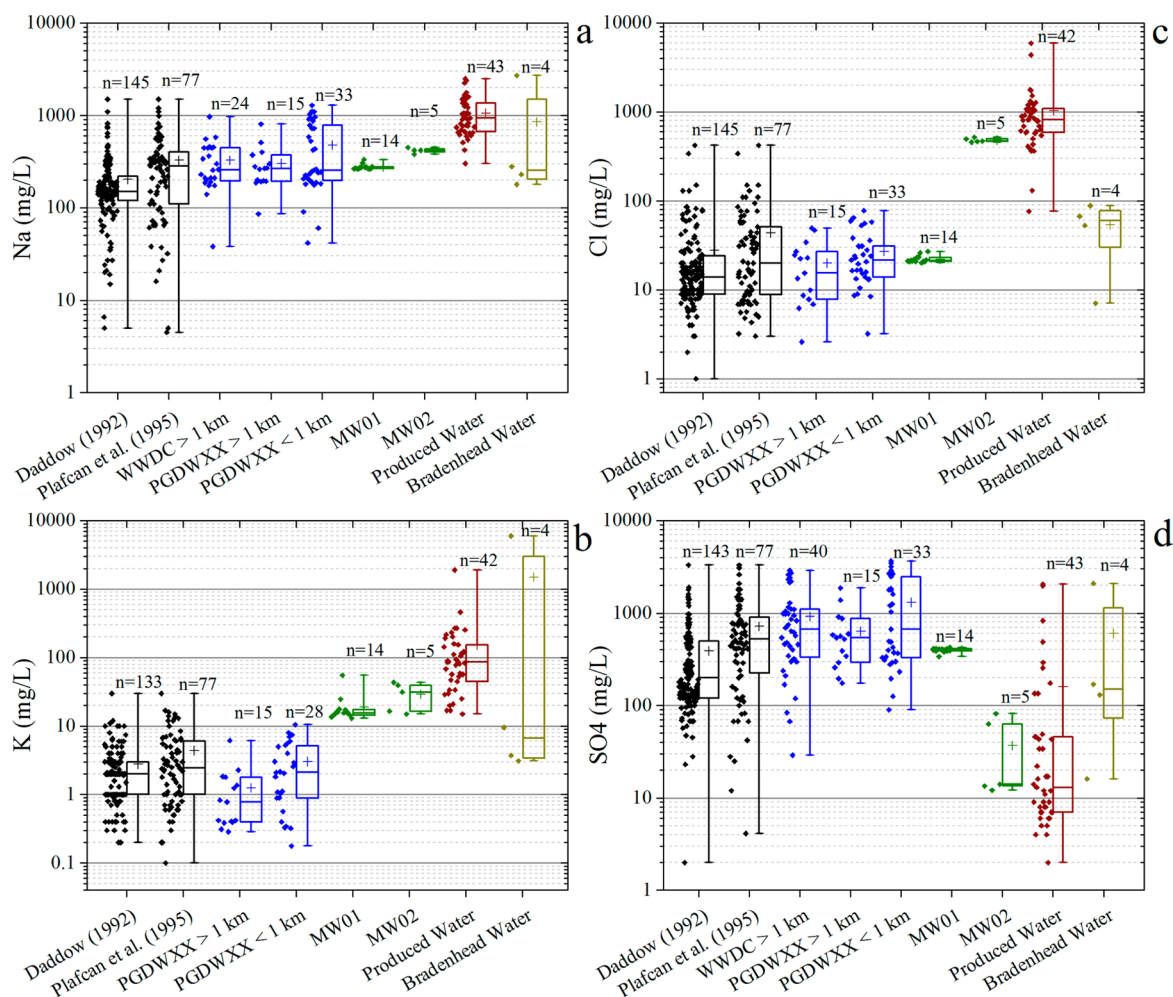 a
Na (mg/L)
10000
1000
100
10
1
n=145
n=77
n=24
n=15
n=33
n=14
n=5
n=43
n=4
Daddow (1992)
Plafcan et al. (1995)
WWDC > 1 km
PGDWXX > 1 km
PGDWXX < 1 km
MW01
MW02
Produced Water
Bradenhead Water
c
Cl (mg/L)
10000
1000
100
10
1
n=145
n=77
n=15
n=33
n=14
n=5
n=42
n=4
Daddow (1992)
Plafcan et al. (1995)
PGDWXX > 1 km
PGDWXX < 1 km
MW01
MW02
Produced Water
Bradenhead Water
b
K (mg/L)
10000
1000
100
10
1
0.1
n=133
n=77
n=15
n=28
n=14
n=5
n=42
n=4
Daddow (1992)
Plafcan et al. (1995)
PGDWXX > 1 km
PGDWXX < 1 km
MW01
MW02
Produced Water
Bradenhead Water
d
SO4 (mg/L)
10000
1000
100
10
1
n=143
n=77
n=40
n=15
n=33
n=14
n=5
n=43
n=4
Daddow (1992)
Plafcan et al. (1995)
WWDC > 1 km
PGDWXX > 1 km
PGDWXX < 1 km
MW01
MW02
Produced Water
Bradenhead Water